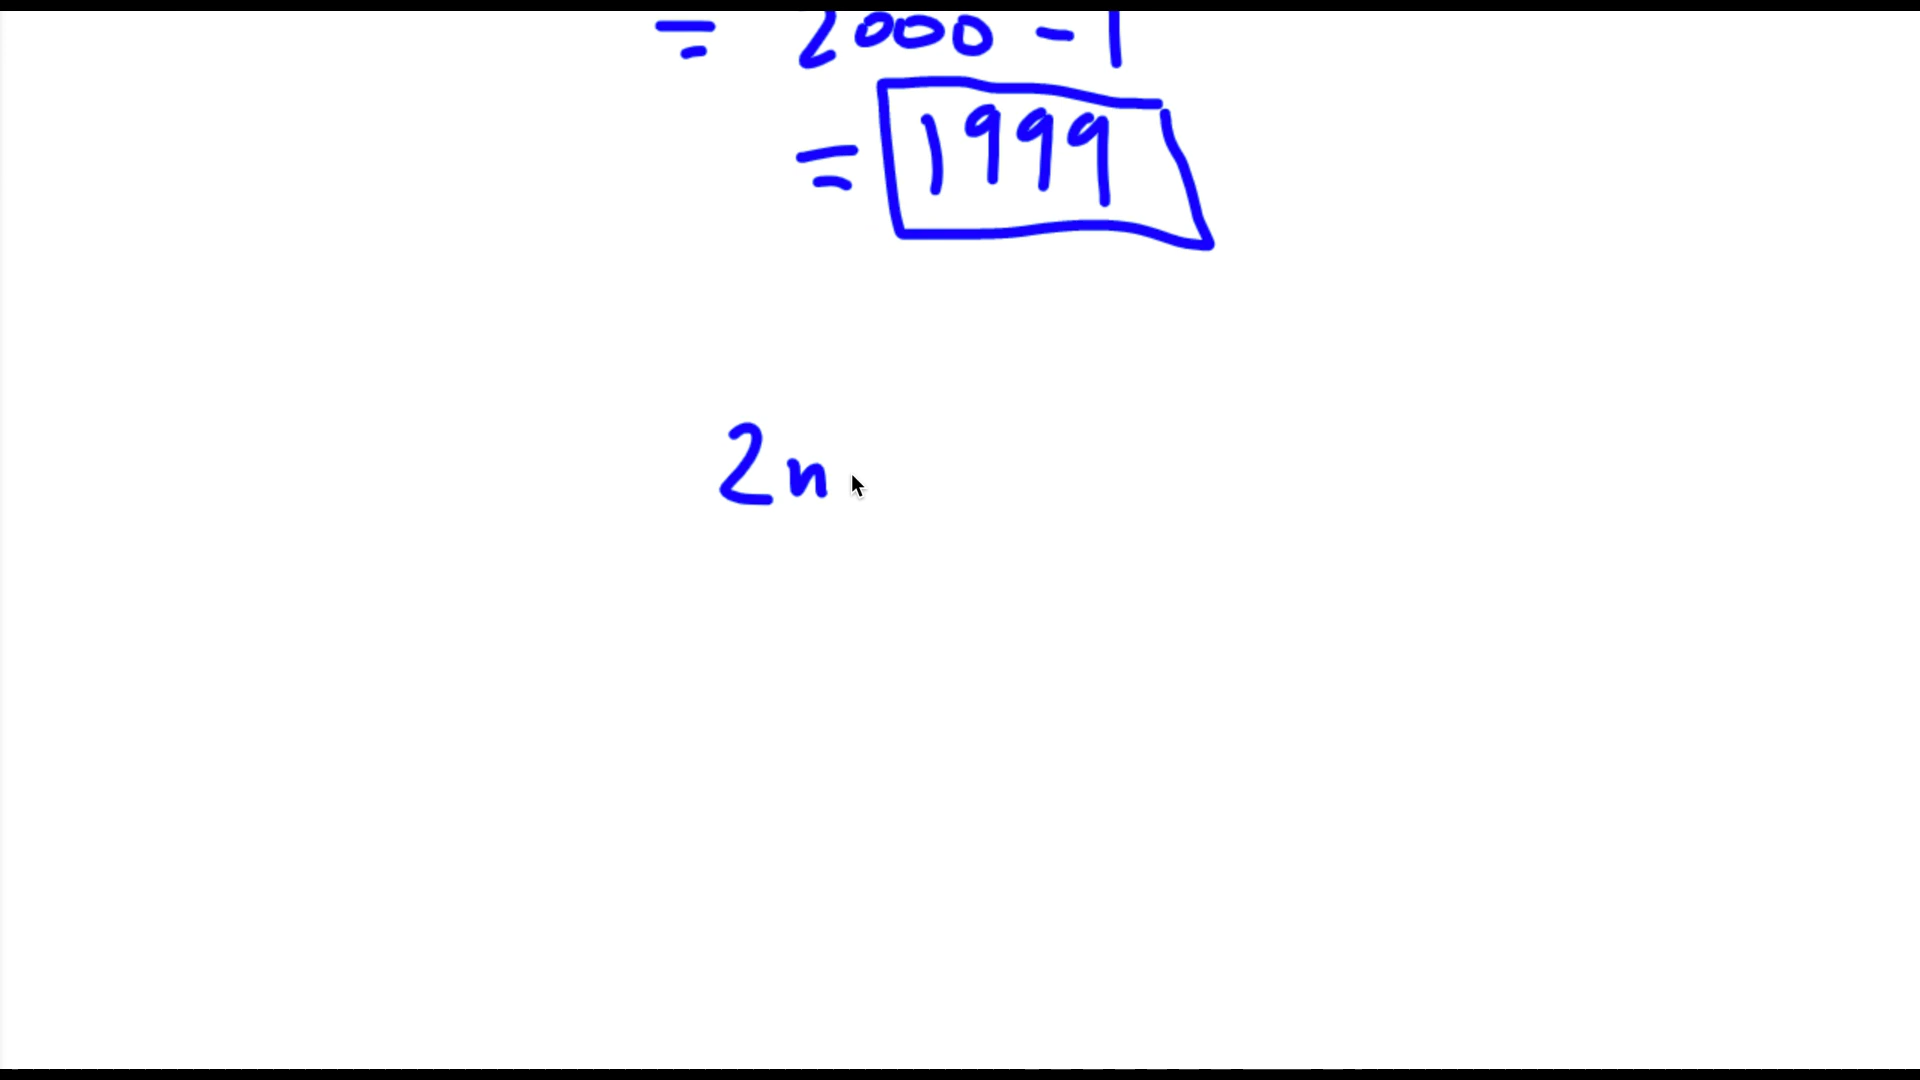 = 2000 - 1
= 1999
2n